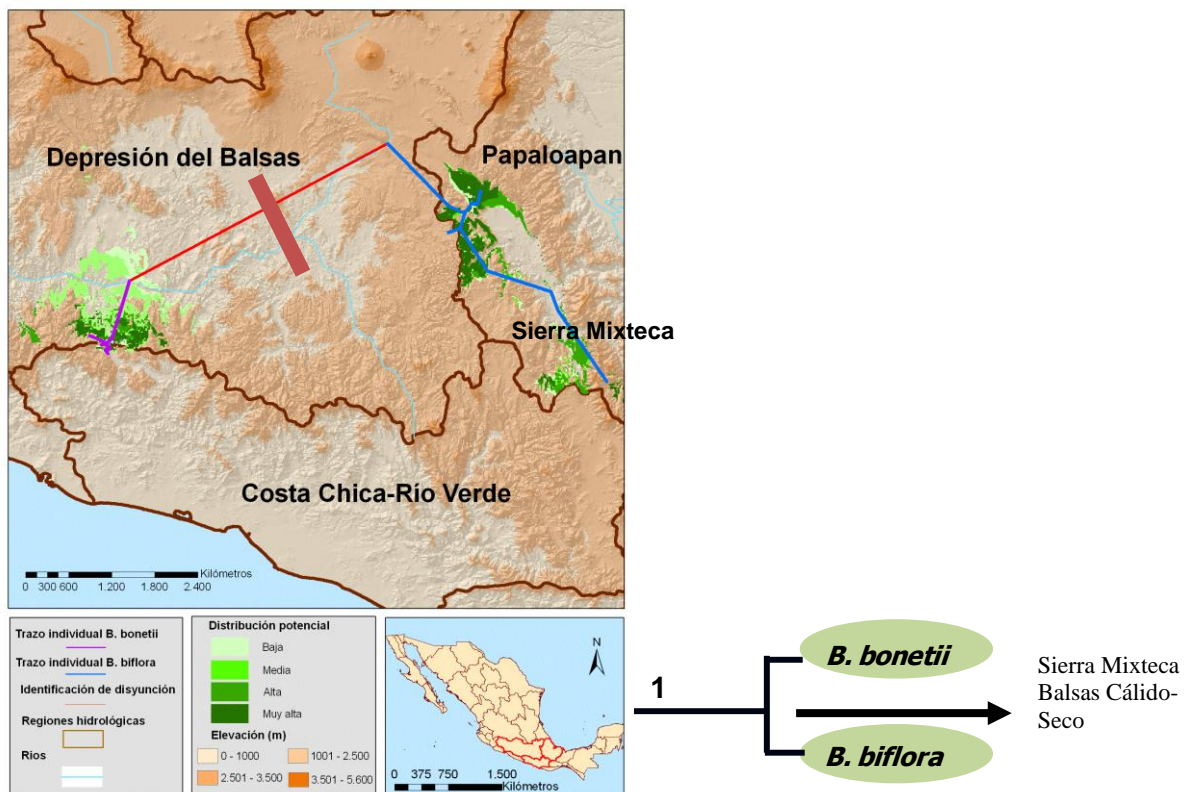 Depresión del Balsas
Papaloapan
Sierra Mixteca
Costa Chica-Río Verde
Kilómetros
0 300 600 1.200 1.800 2.400
Trazo individual B. bonetii
Trazo individual B. biflora
Identificación de disyunción
Regiones hidrológicas
Rios
Distribución potencial
Baja
Media
Alta
Muy alta
Elevación (m)
0 - 1000
1001 - 2.500
2.501 - 3.500
3.501 - 5.600
N
0 375 750 1.500
Kilómetros
1
B. bonetii
B. biflora
Sierra Mixteca
Balsas Cálido-
Seco